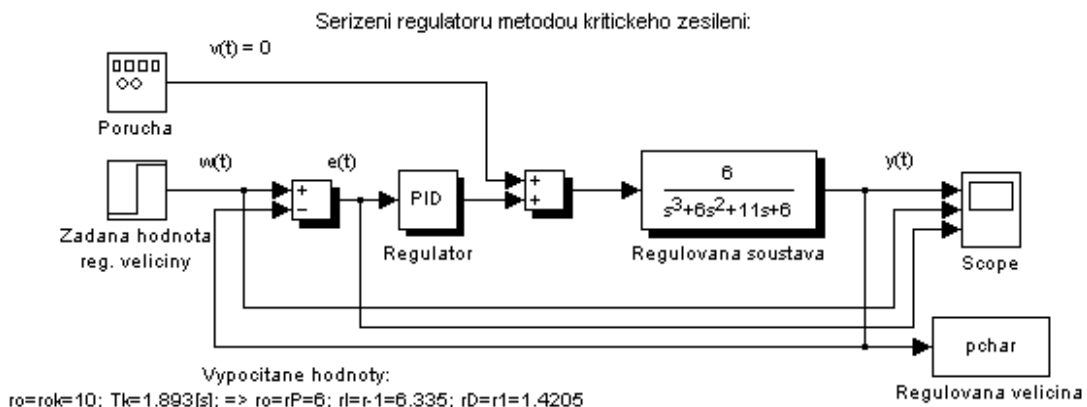 Serizeni regulatoru metodou kritickeho zesileni:
v(t) = 0
Porucha
w(t)
e(t)
y(t)
+
−
PID
+
+
6
s3+6s2+11s+6
Zadana hodnota
reg. veliciny
Regulator
Regulovana soustava
Scope
pchar
Regulovana velicina
Vypocitane hodnoty:
ro=rok=10; Tk=1.893[s]; => ro=rP=6; rI=r-1=6.335; rD=r1=1.4205